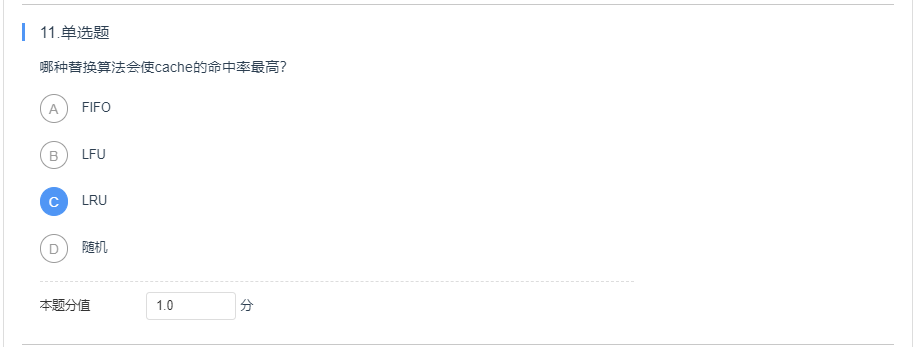 11.单选题
哪种替换算法会使cache的命中率最高？
A FIFO
B LFU
C LRU
D 随机
本题分值 1.0 分